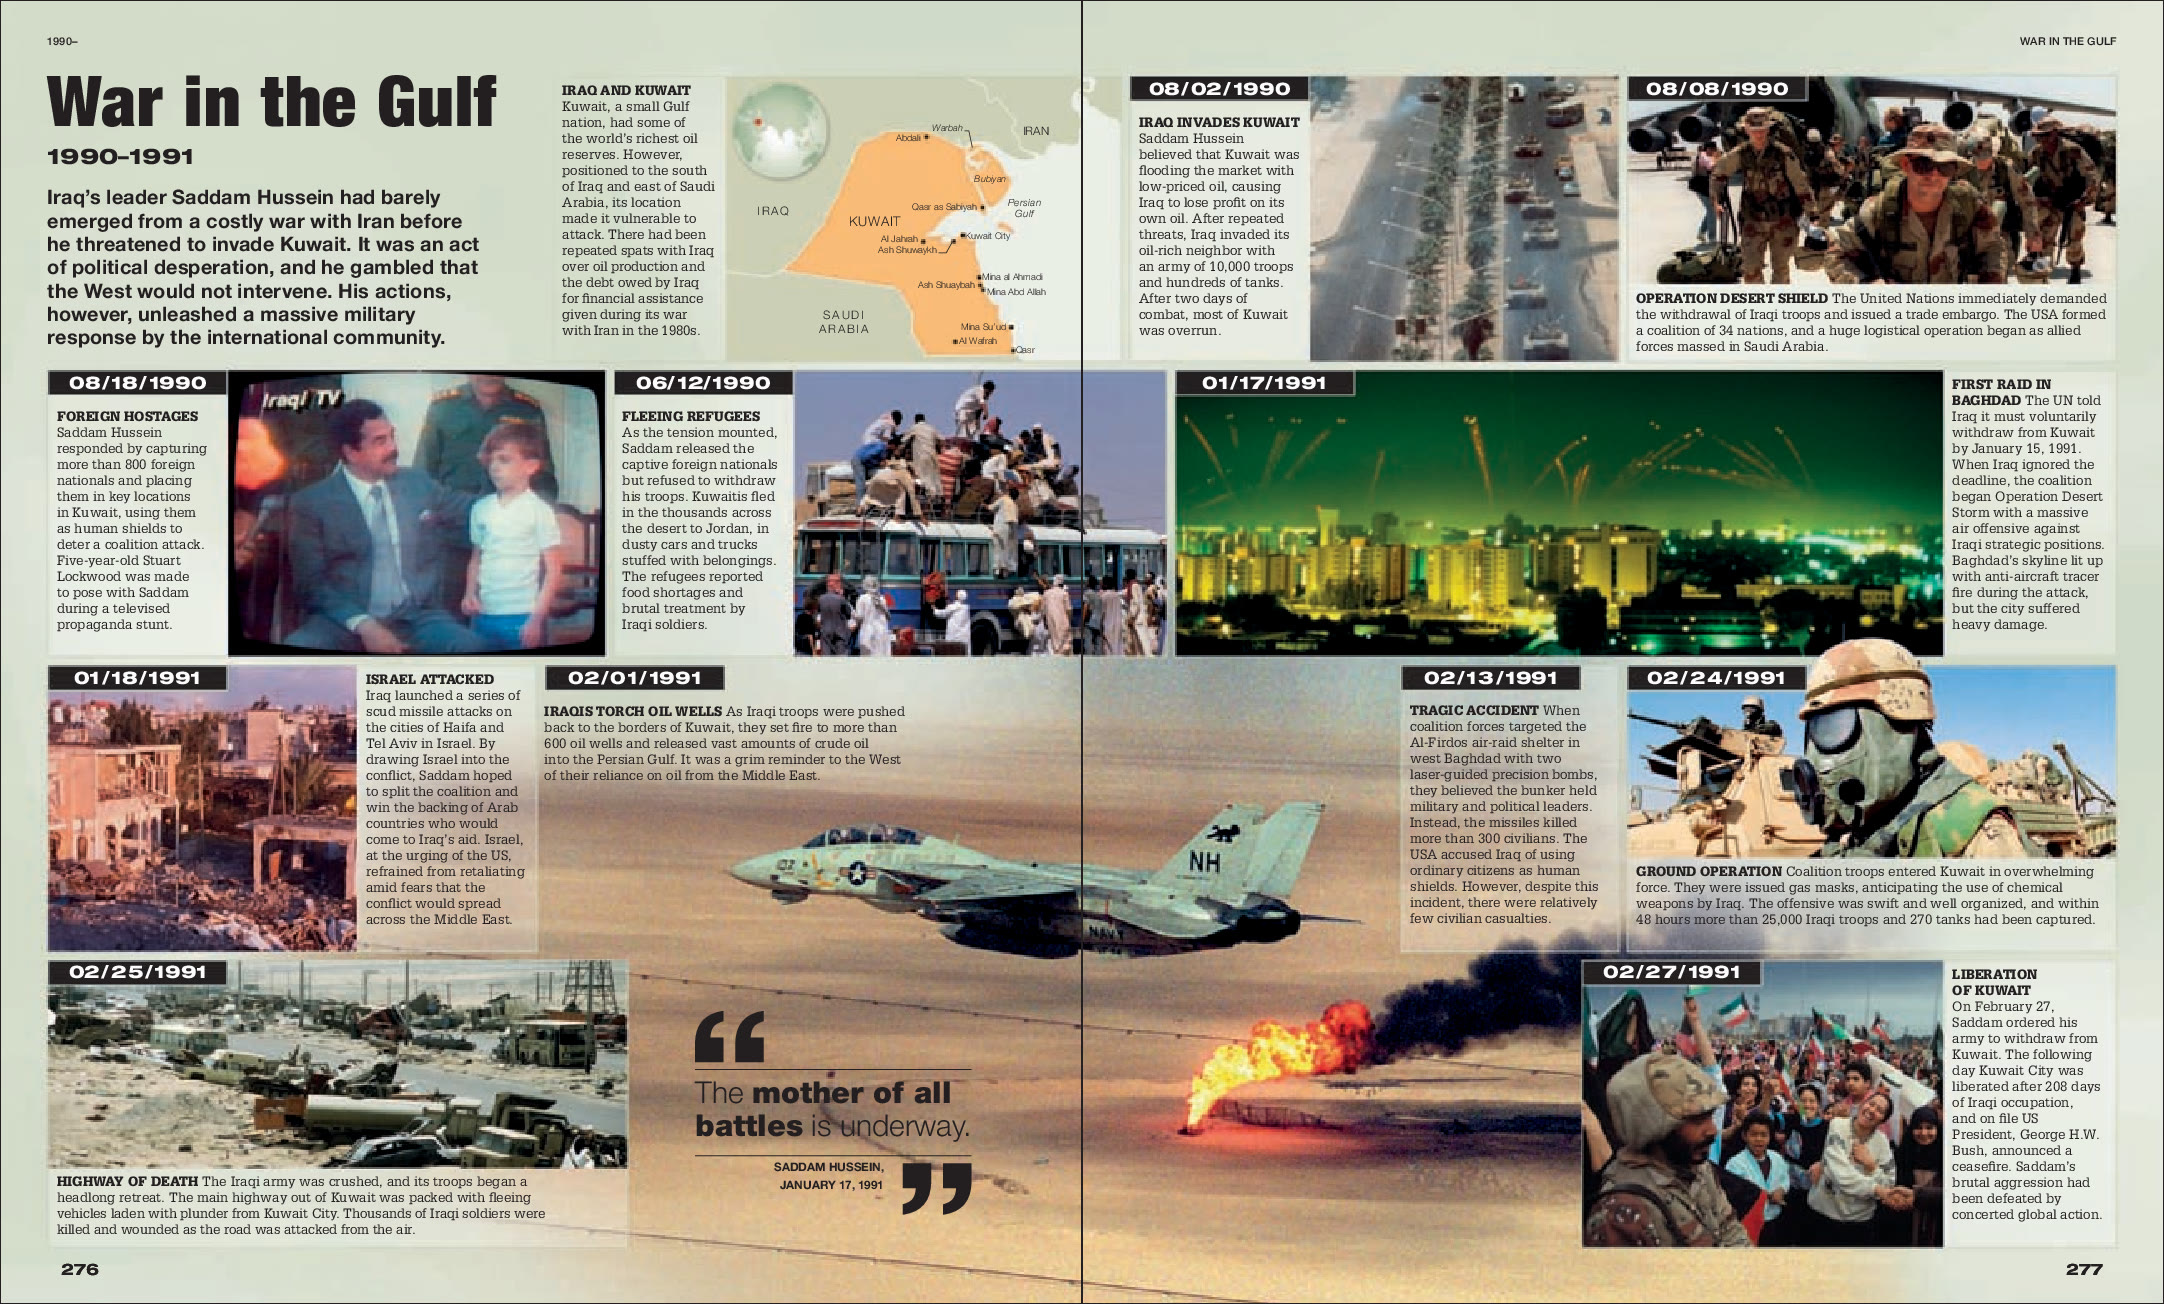 1990–
WAR IN THE GULF
War in the Gulf
1990–1991
Iraq’s leader Saddam Hussein had barely
emerged from a costly war with Iran before
he threatened to invade Kuwait. It was an act
of political desperation, and he gambled that
the West would not intervene. His actions,
however, unleashed a massive military
response by the international community.
IRAQ AND KUWAIT
Kuwait, a small Gulf
nation, had some of
the world’s richest oil
reserves. However,
positioned to the south
of Iraq and east of Saudi
Arabia, its location
made it vulnerable to
attack. There had been
repeated spats with Iraq
over oil production and
the debt owed by Iraq
for financial assistance
given during its war
with Iran in the 1980s.
Abdali
Warbah
IRAN
Bubiyan
IRAQ
Qasr as Sabiyah
Persian
Gulf
KUWAIT
Al Jahrah
Kuwait City
Ash Shuwaykh
Mina al Ahmadi
Ash Shuaybah
Mina Abd Allah
SAUDI
ARABIA
Mina Su’ud
Al Wafrah
Qasr
08/02/1990
IRAQ INVADES KUWAIT
Saddam Hussein
believed that Kuwait was
flooding the market with
low-priced oil, causing
Iraq to lose profit on its
own oil. After repeated
threats, Iraq invaded its
oil-rich neighbor with
an army of 10,000 troops
and hundreds of tanks.
After two days of
combat, most of Kuwait
was overrun.
08/08/1990
OPERATION DESERT SHIELD The United Nations immediately demanded
the withdrawal of Iraqi troops and issued a trade embargo. The USA formed
a coalition of 34 nations, and a huge logistical operation began as allied
forces massed in Saudi Arabia.
08/18/1990
FOREIGN HOSTAGES
Saddam Hussein
responded by capturing
more than 800 foreign
nationals and placing
them in key locations
in Kuwait, using them
as human shields to
deter a coalition attack.
Five-year-old Stuart
Lockwood was made
to pose with Saddam
during a televised
propaganda stunt.
Iraqi TV
06/12/1990
FLEEING REFUGEES
As the tension mounted,
Saddam released the
captive foreign nationals
but refused to withdraw
his troops. Kuwaitis fled
in the thousands across
the desert to Jordan, in
dusty cars and trucks
stuffed with belongings.
The refugees reported
food shortages and
brutal treatment by
Iraqi soldiers.
01/17/1991
FIRST RAID IN
BAGHDAD The UN told
Iraq it must voluntarily
withdraw from Kuwait
by January 15, 1991.
When Iraq ignored the
deadline, the coalition
began Operation Desert
Storm with a massive
air offensive against
Iraqi strategic positions.
Baghdad’s skyline lit up
with anti-aircraft tracer
fire during the attack,
but the city suffered
heavy damage.
01/18/1991
ISRAEL ATTACKED
Iraq launched a series of
scud missile attacks on
the cities of Haifa and
Tel Aviv in Israel. By
drawing Israel into the
conflict, Saddam hoped
to split the coalition and
win the backing of Arab
countries who would
come to Iraq’s aid. Israel,
at the urging of the US,
refrained from retaliating
amid fears that the
conflict would spread
across the Middle East.
02/01/1991
IRAQIS TORCH OIL WELLS As Iraqi troops were pushed
back to the borders of Kuwait, they set fire to more than
600 oil wells and released vast amounts of crude oil
into the Persian Gulf. It was a grim reminder to the West
of their reliance on oil from the Middle East.
102
NH
NAVY
02/13/1991
TRAGIC ACCIDENT When
coalition forces targeted the
Al-Firdos air-raid shelter in
west Baghdad with two
laser-guided precision bombs,
they believed the bunker held
military and political leaders.
Instead, the missiles killed
more than 300 civilians. The
USA accused Iraq of using
ordinary citizens as human
shields. However, despite this
incident, there were relatively
few civilian casualties.
02/24/1991
GROUND OPERATION Coalition troops entered Kuwait in overwhelming
force. They were issued gas masks, anticipating the use of chemical
weapons by Iraq. The offensive was swift and well organized, and within
48 hours more than 25,000 Iraqi troops and 270 tanks had been captured.
02/25/1991
HIGHWAY OF DEATH The Iraqi army was crushed, and its troops began a
headlong retreat. The main highway out of Kuwait was packed with fleeing
vehicles laden with plunder from Kuwait City. Thousands of Iraqi soldiers were
killed and wounded as the road was attacked from the air.
“
The mother of all
battles is underway.
SADDAM HUSSEIN,
JANUARY 17, 1991
”
02/27/1991
LIBERATION
OF KUWAIT
On February 27,
Saddam ordered his
army to withdraw from
Kuwait. The following
day Kuwait City was
liberated after 208 days
of Iraqi occupation,
and on file US
President, George H.W.
Bush, announced a
ceasefire. Saddam’s
brutal aggression had
been defeated by
concerted global action.
276
277